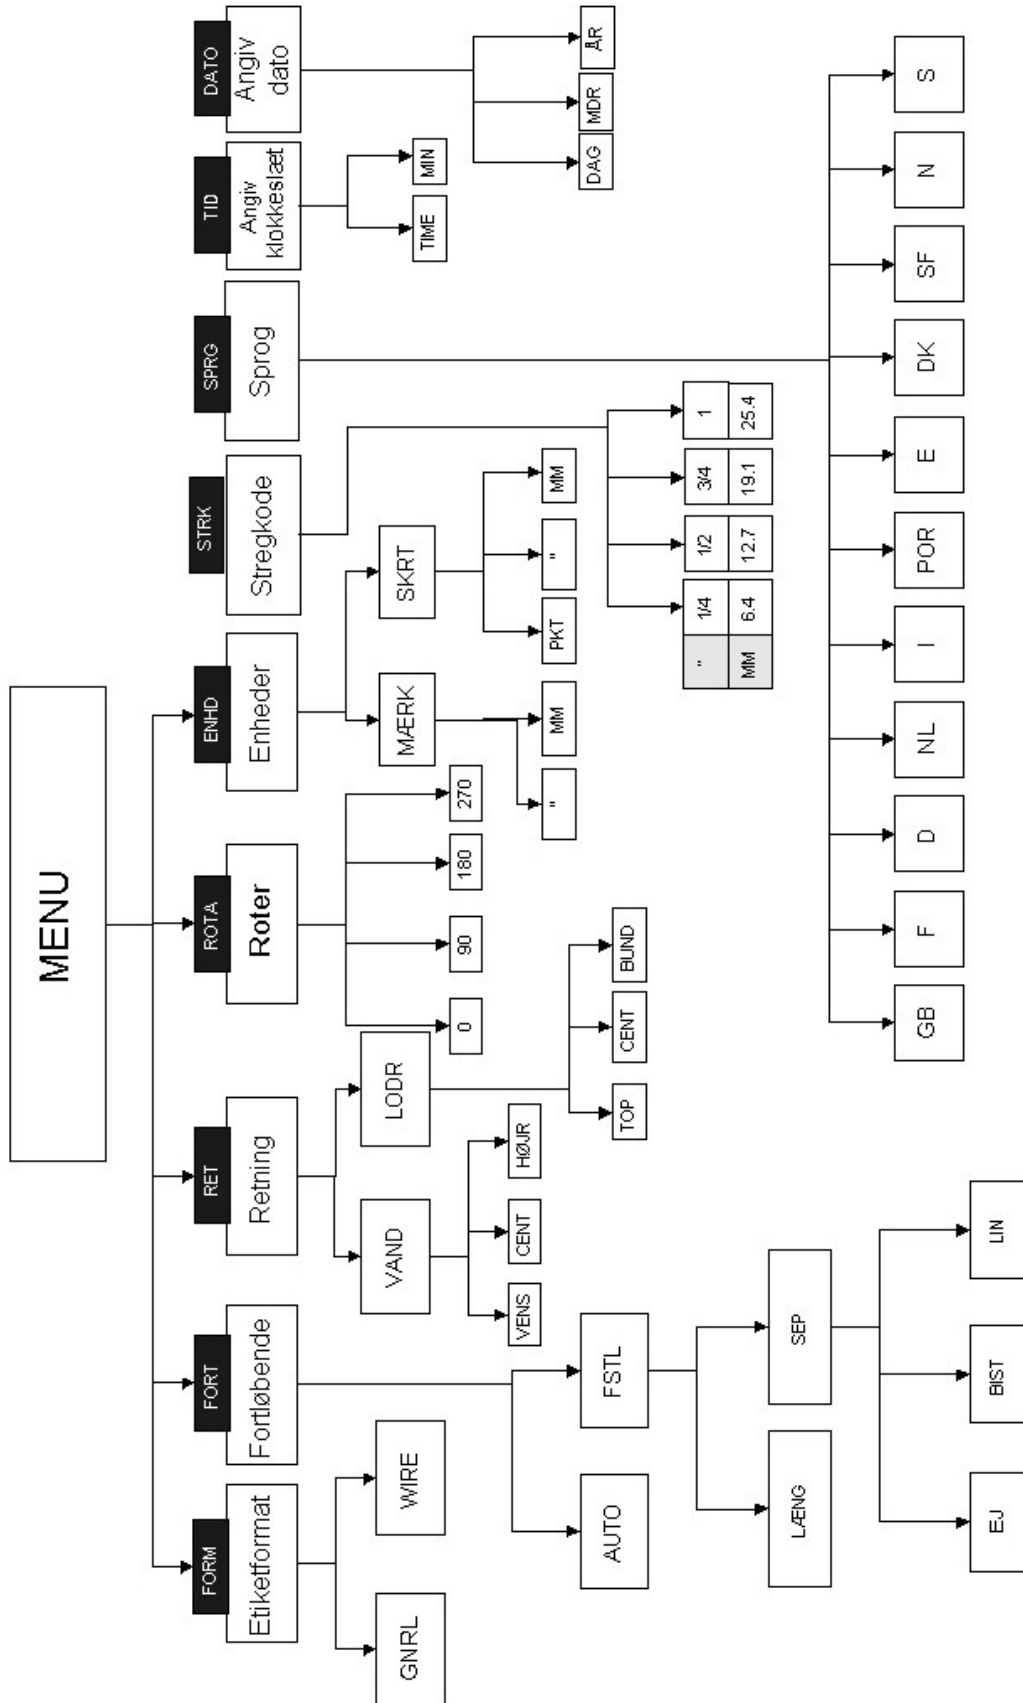 MENU
FORM
Etiketformat
GNRL
WIRE
FORT
Fortløbende
AUTO
FSTL
LÆNG
SEP
EJ
BIST
LIN
RET
Retning
VAND
VENS
CENT
HØJR
LODR
TOP
CENT
BUND
ROTA
Roter
0
90
180
270
ENHD
Enheder
MÆRK
"
MM
SKRT
PKT
"
MM
STRK
Stregkode
" 1/4 1/2 3/4 1
MM 6.4 12.7 19.1 25.4
SPRG
Sprog
GB
F
D
NL
I
POR
E
DK
SF
N
S
TID
Angiv
klokkeslæt
TIME
MIN
DATO
Angiv
dato
DAG
MDR
ÅR